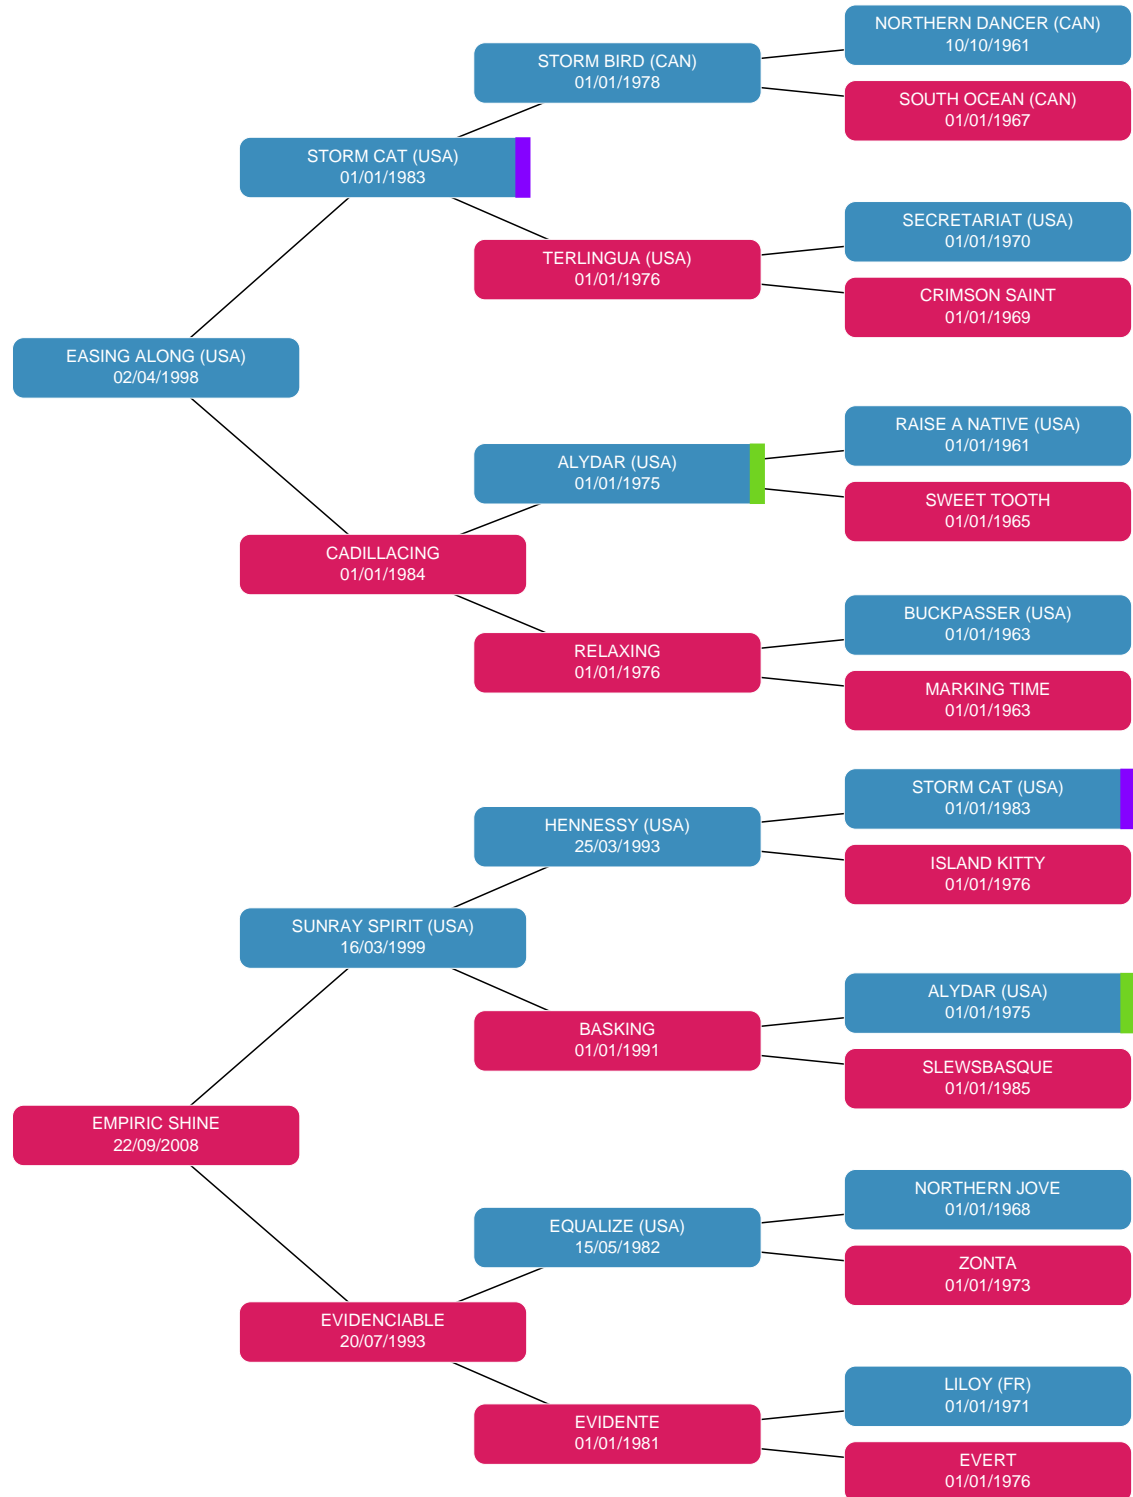 NORTHERN DANCER (CAN)
10/10/1961
STORM BIRD (CAN)
01/01/1978
SOUTH OCEAN (CAN)
01/01/1967
STORM CAT (USA)
01/01/1983
SECRETARIAT (USA)
01/01/1970
TERLINGUA (USA)
01/01/1976
CRIMSON SAINT
01/01/1969
EASING ALONG (USA)
02/04/1998
RAISE A NATIVE (USA)
01/01/1961
ALYDAR (USA)
01/01/1975
SWEET TOOTH
01/01/1965
CADILLACING
01/01/1984
BUCKPASSER (USA)
01/01/1963
RELAXING
01/01/1976
MARKING TIME
01/01/1963
STORM CAT (USA)
01/01/1983
HENNESSY (USA)
25/03/1993
ISLAND KITTY
01/01/1976
SUNRAY SPIRIT (USA)
16/03/1999
ALYDAR (USA)
01/01/1975
BASKING
01/01/1991
SLEWSBASQUE
01/01/1985
EMPIRIC SHINE
22/09/2008
NORTHERN JOVE
01/01/1968
EQUALIZE (USA)
15/05/1982
ZONTA
01/01/1973
EVIDENCIABLE
20/07/1993
LILOY (FR)
01/01/1971
EVIDENTE
01/01/1981
EVERT
01/01/1976